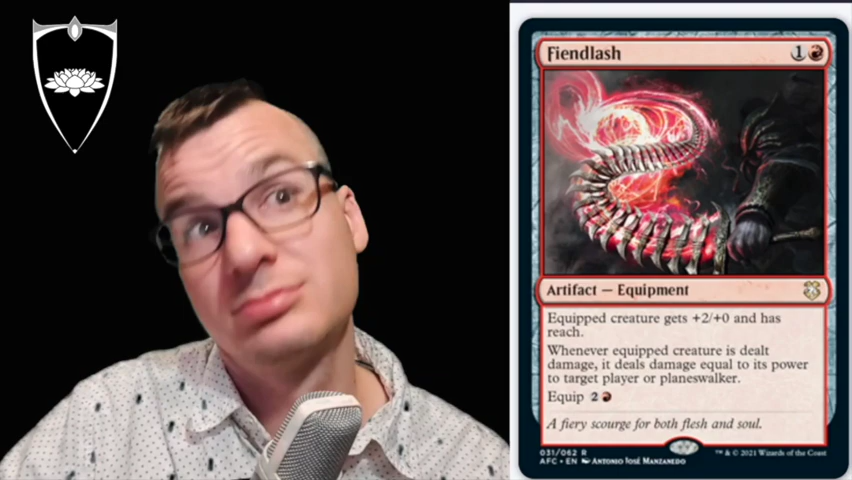 Fiendlash 1
Artifact — Equipment
Equipped creature gets +2/+0 and has
reach.
Whenever equipped creature is dealt
damage, it deals damage equal to its power
to target player or planeswalker.
Equip 2
A fiery scourge for both flesh and soul.
031/062 R
™ & © 2021 Wizards of the Coast
AFC • EN Antonio José Manzanedo